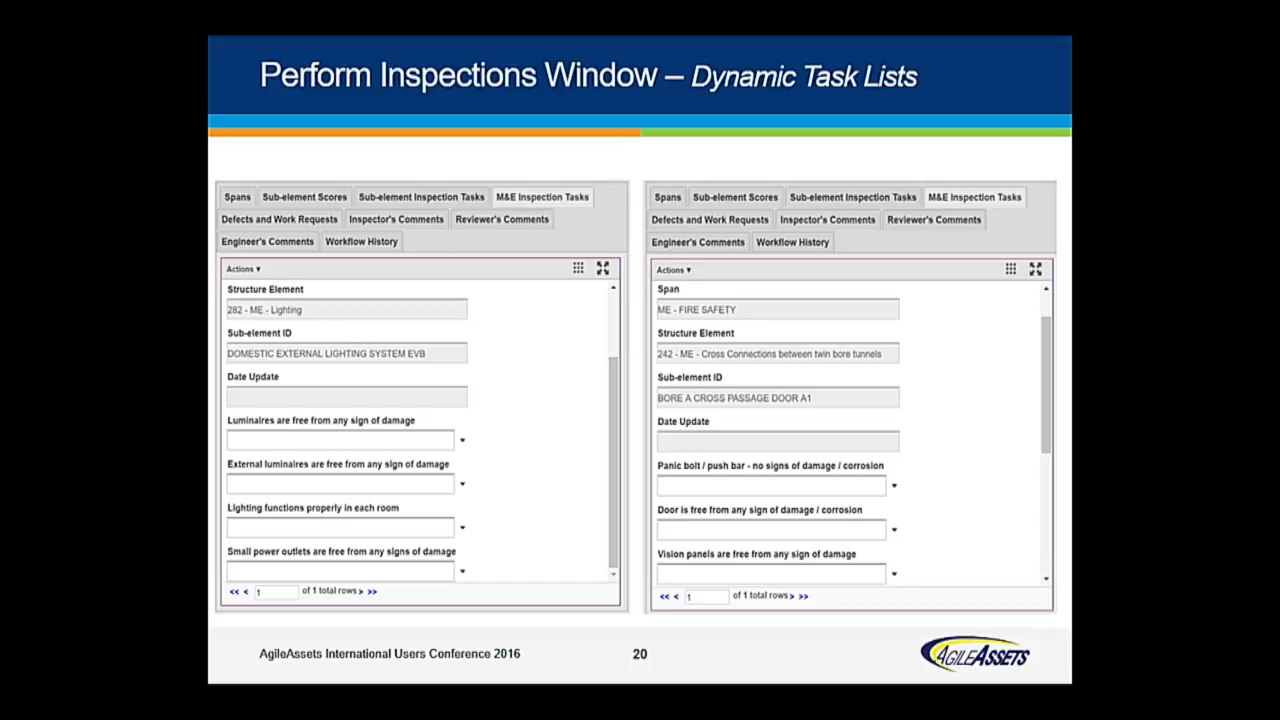 Perform Inspections Window – Dynamic Task Lists
Spans Sub-element Scores Sub-element Inspection Tasks M&E Inspection Tasks
Defects and Work Requests Inspector's Comments Reviewer's Comments
Engineer's Comments Workflow History
Actions ▾
Structure Element
282 - ME - Lighting
Sub-element ID
DOMESTIC EXTERNAL LIGHTING SYSTEM EVB
Date Update
Luminaires are free from any sign of damage
External luminaires are free from any sign of damage
Lighting functions properly in each room
Small power outlets are free from any signs of damage
<< < 1 of 1 total rows > >>
Spans Sub-element Scores Sub-element Inspection Tasks M&E Inspection Tasks
Defects and Work Requests Inspector's Comments Reviewer's Comments
Engineer's Comments Workflow History
Actions ▾
Span
ME - FIRE SAFETY
Structure Element
242 - ME - Cross Connections between twin bore tunnels
Sub-element ID
BORE A CROSS PASSAGE DOOR A1
Date Update
Panic bolt / push bar - no signs of damage / corrosion
Door is free from any sign of damage / corrosion
Vision panels are free from any sign of damage
<< < 1 of 1 total rows > >>
AgileAssets International Users Conference 2016
20
AGILEASSETS